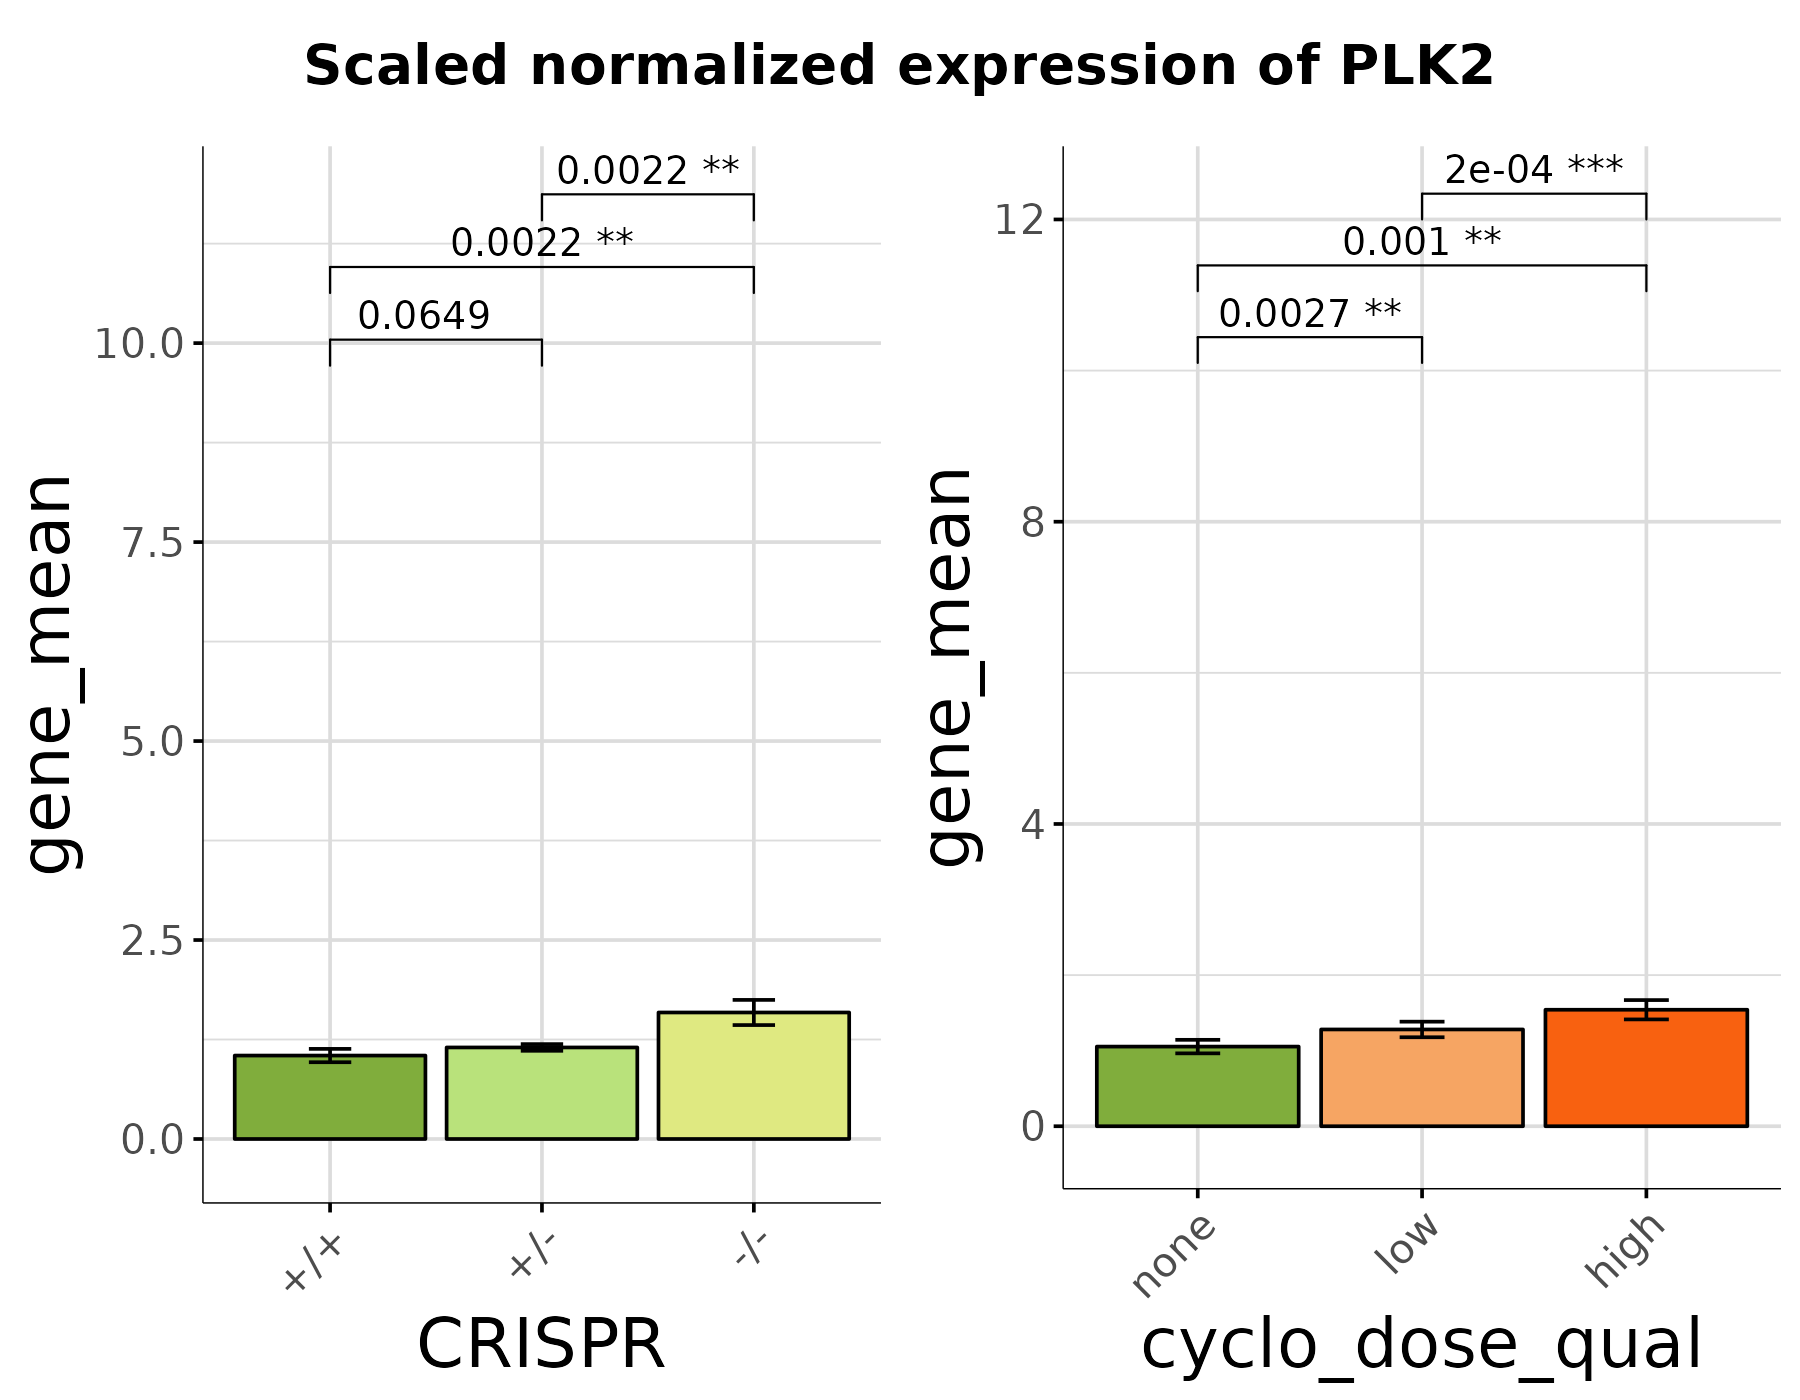 Scaled normalized expression of PLK2
0.0022 **
0.0022 **
0.0649
10.0
7.5
5.0
2.5
0.0
gene_mean
+/+
+/-
-/-
CRISPR
2e-04 ***
0.001 **
0.0027 **
12
8
4
0
gene_mean
none
low
high
cyclo_dose_qual